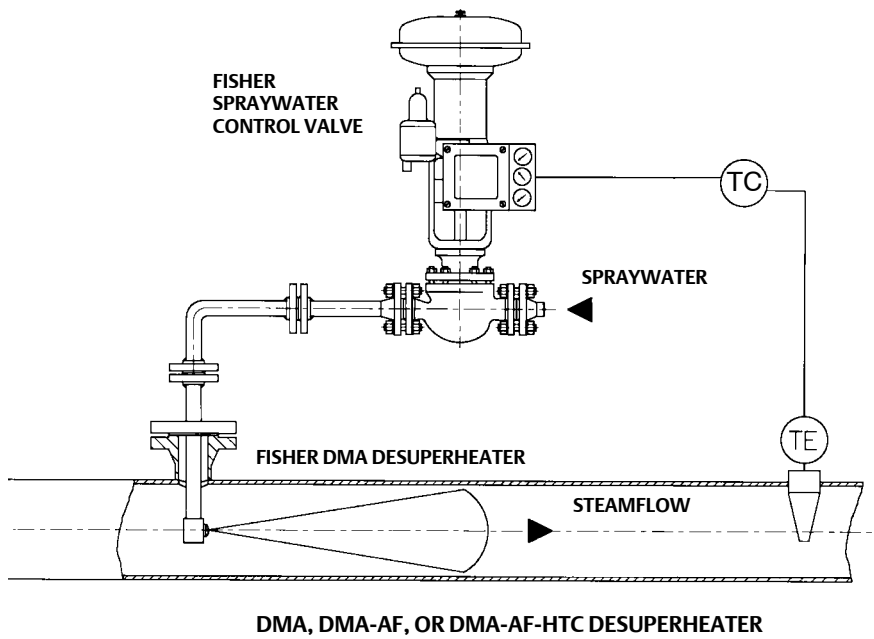 FISHER
SPRAYWATER
CONTROL VALVE
TC
SPRAYWATER
TE
FISHER DMA DESUPERHEATER
STEAMFLOW
DMA, DMA-AF, OR DMA-AF-HTC DESUPERHEATER